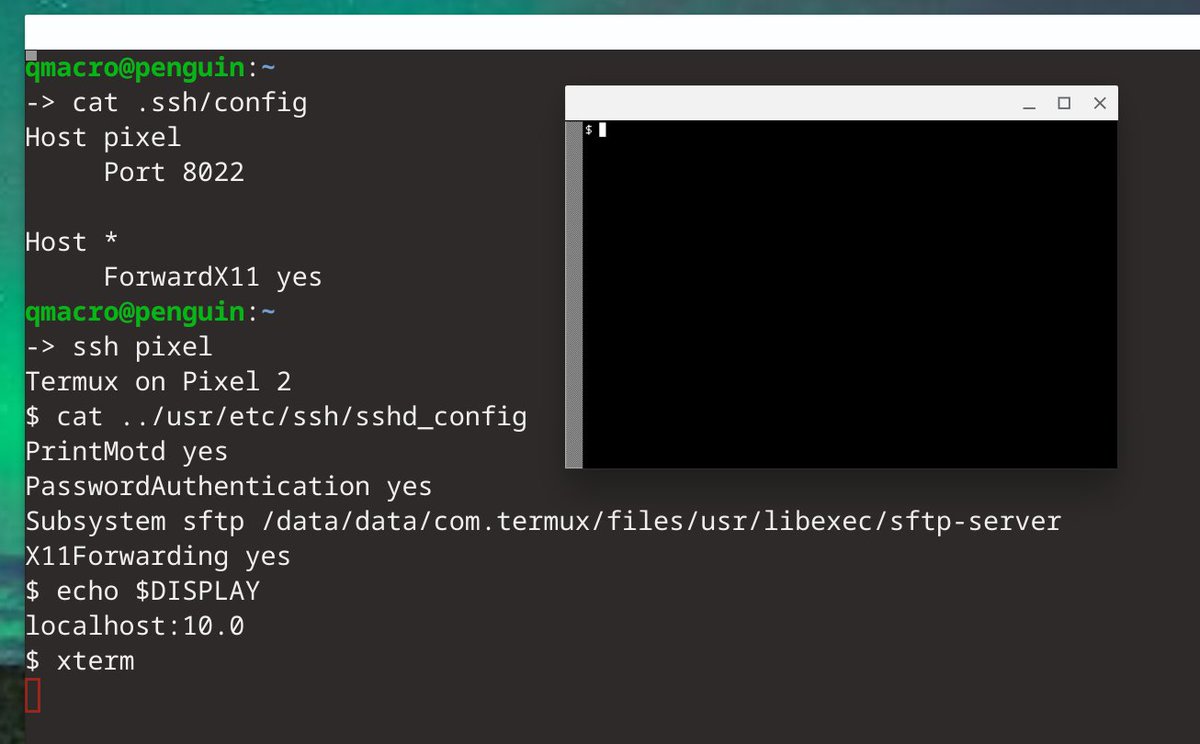 qmacro@penguin:~
-> cat .ssh/config
Host pixel
     Port 8022

Host *
     ForwardX11 yes
qmacro@penguin:~
-> ssh pixel
Termux on Pixel 2
$ cat ../usr/etc/ssh/sshd_config
PrintMotd yes
PasswordAuthentication yes
Subsystem sftp /data/data/com.termux/files/usr/libexec/sftp-server
X11Forwarding yes
$ echo $DISPLAY
localhost:10.0
$ xterm
$